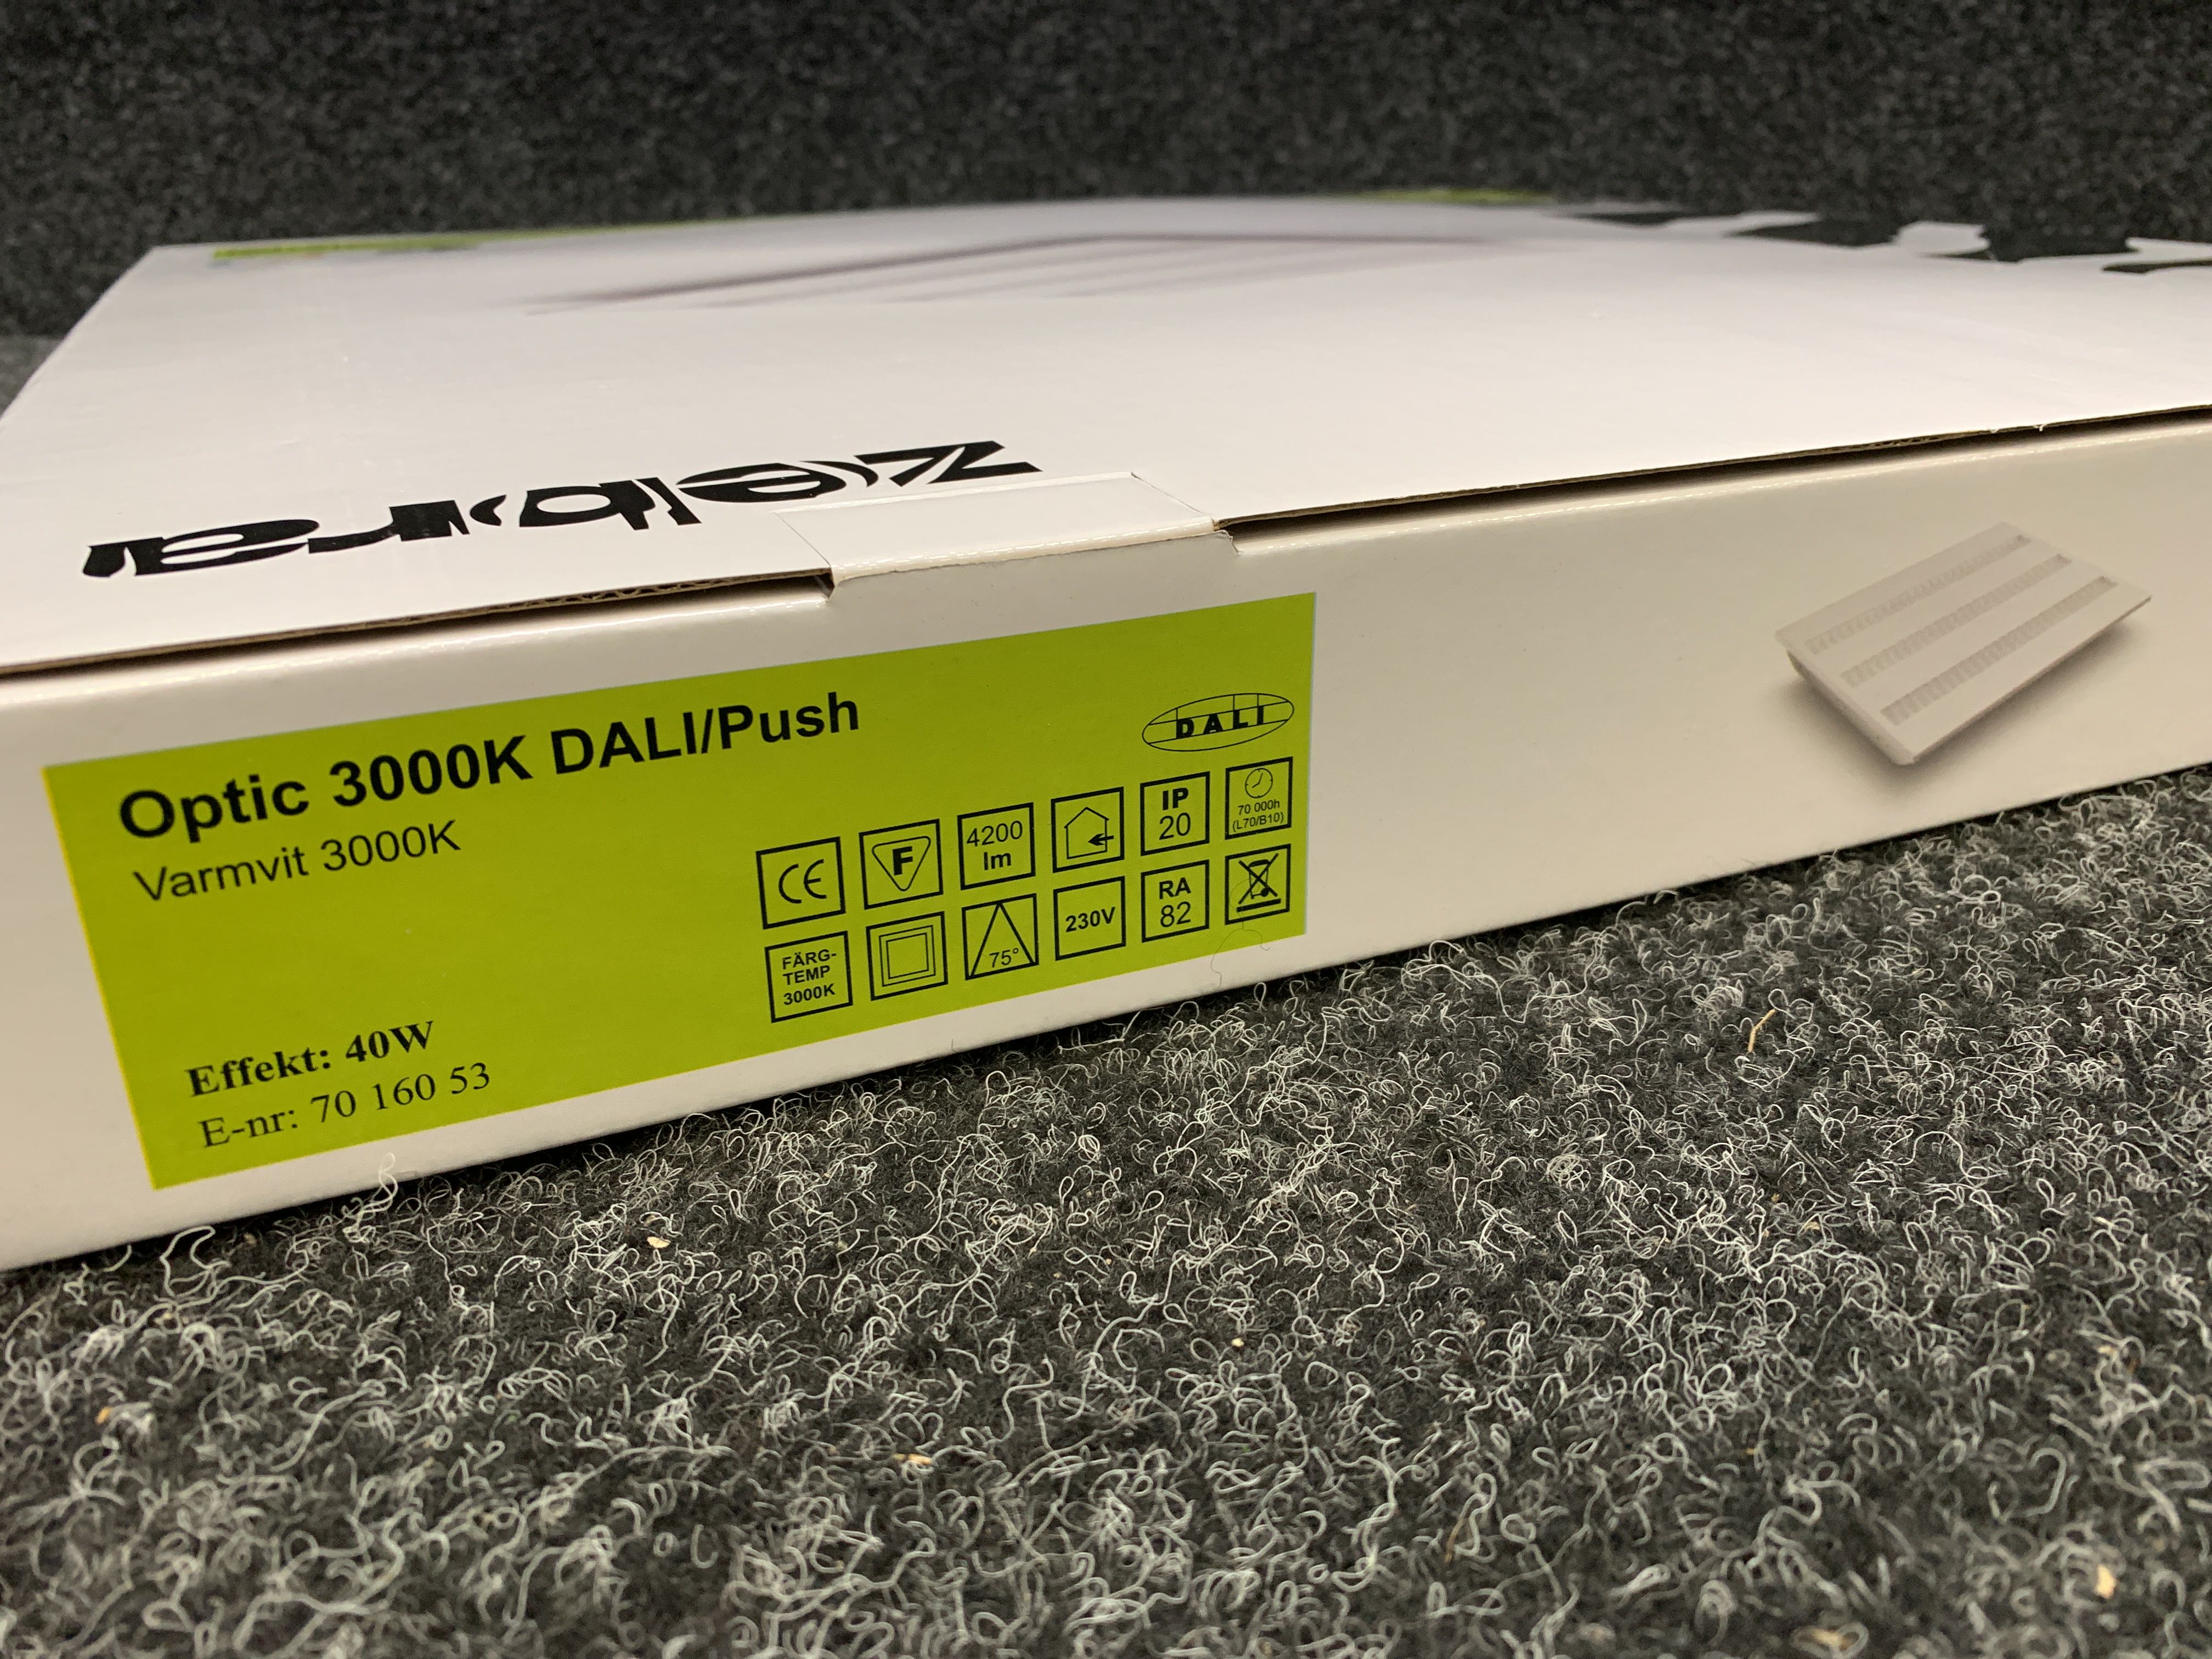 zebra
Optic 3000K DALI/Push
Varmvit 3000K
DALI
CE
F
4200
lm
IP
20
70 000h
(L70/B10)
FÄRG-
TEMP
3000K
75°
230V
RA
82
Effekt: 40W
E-nr: 70 160 53